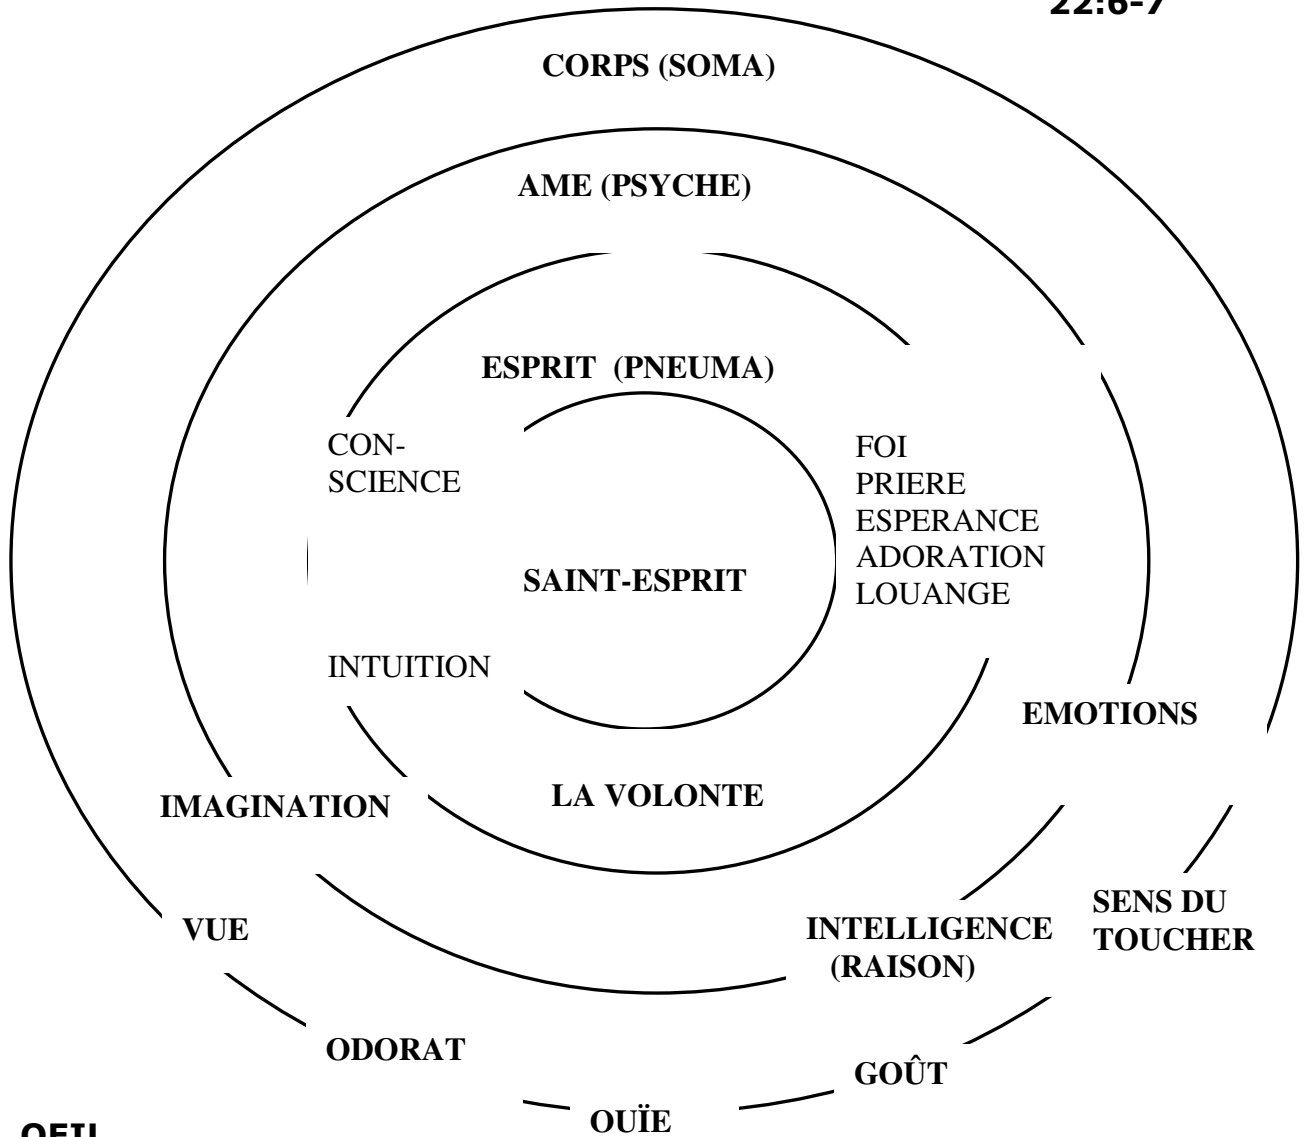 22:6-7
CORPS (SOMA)
AME (PSYCHE)
ESPRIT (PNEUMA)
CON-
SCIENCE
FOI
PRIERE
ESPERANCE
ADORATION
LOUANGE
SAINT-ESPRIT
INTUITION
EMOTIONS
LA VOLONTE
IMAGINATION
SENS DU
TOUCHER
VUE
INTELLIGENCE
(RAISON)
ODORAT
GOÛT
OUÏE
OEIL